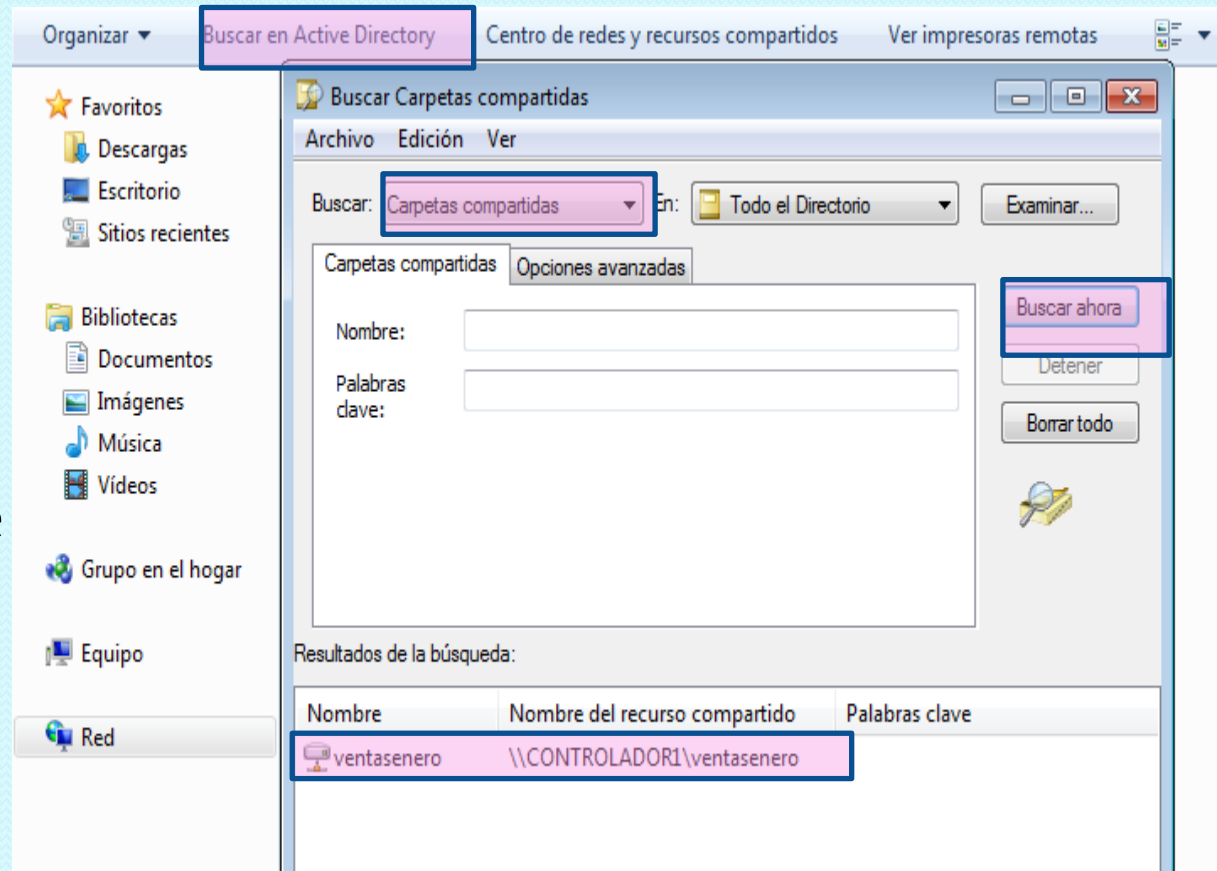 Organizar Buscar en Active Directory Centro de redes y recursos compartidos Ver impresoras remotas
Favoritos
Descargas
Escritorio
Sitios recientes
Bibliotecas
Documentos
Imágenes
Música
Vídeos
Grupo en el hogar
Equipo
Red
Buscar Carpetas compartidas
Archivo Edición Ver
Buscar: Carpetas compartidas En: Todo el Directorio Examinar...
Carpetas compartidas Opciones avanzadas
Nombre:
Palabras
clave:
Buscar ahora
Detener
Borrar todo
Resultados de la búsqueda:
Nombre Nombre del recurso compartido Palabras clave
ventasenero \\CONTROLADOR1\ventasenero